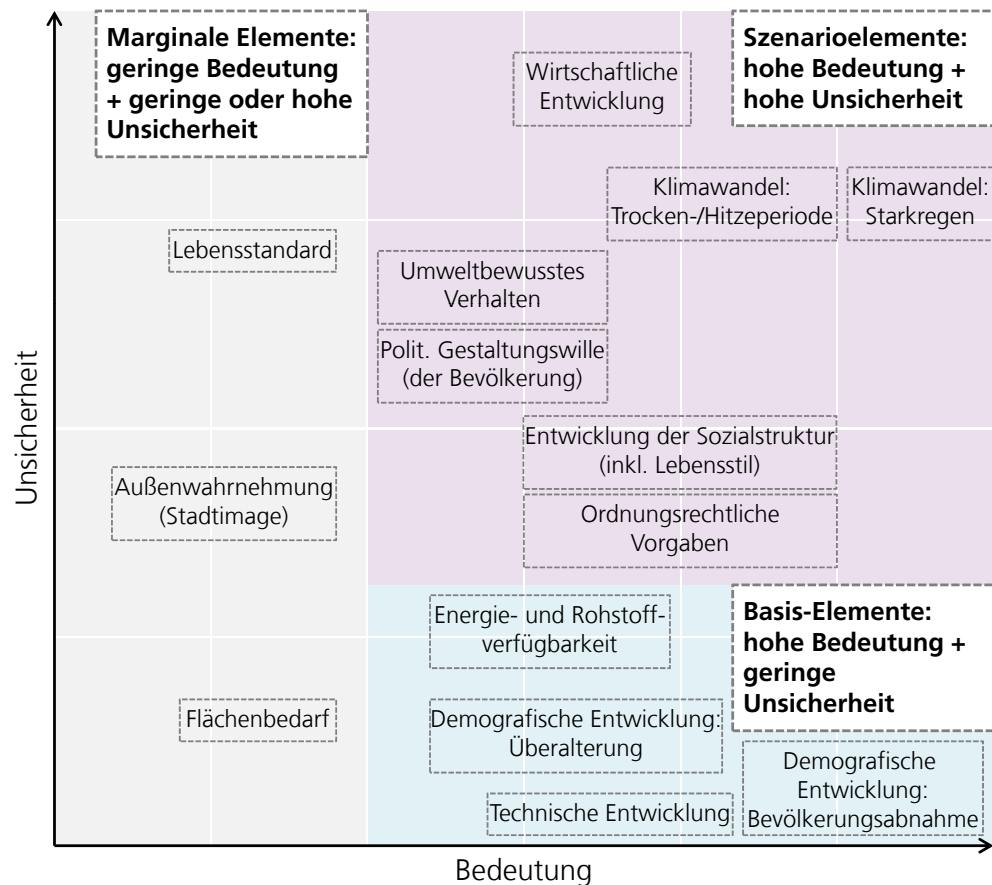 Marginale Elemente:
geringe Bedeutung
+ geringe oder hohe
Unsicherheit
Szenarioelemente:
hohe Bedeutung +
hohe Unsicherheit
Wirtschaftliche
Entwicklung
Klimawandel:
Trocken-/Hitzeperiode
Klimawandel:
Starkregen
Lebensstandard
Umweltbewusstes
Verhalten
Polit. Gestaltungswille
(der Bevölkerung)
Entwicklung der Sozialstruktur
(inkl. Lebensstil)
Außenwahrnehmung
(Stadtimage)
Ordnungsrechtliche
Vorgaben
Energie- und Rohstoff-
verfügbarkeit
Basis-Elemente:
hohe Bedeutung +
geringe
Unsicherheit
Flächenbedarf
Demografische Entwicklung:
Überalterung
Technische Entwicklung
Demografische
Entwicklung:
Bevölkerungsabnahme
Unsicherheit
Bedeutung